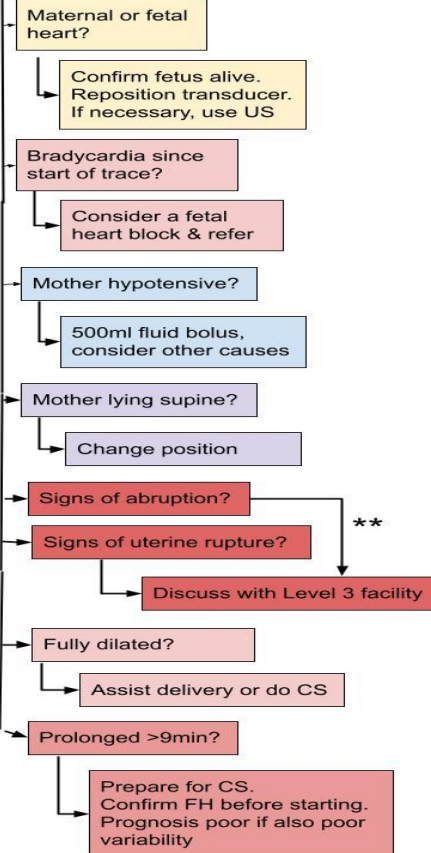 Maternal or fetal
heart?
Confirm fetus alive.
Reposition transducer.
If necessary, use US
Bradycardia since
start of trace?
Consider a fetal
heart block & refer
Mother hypotensive?
500ml fluid bolus,
consider other causes
Mother lying supine?
Change position
Signs of abruption?
**
Signs of uterine rupture?
Discuss with Level 3 facility
Fully dilated?
Assist delivery or do CS
Prolonged >9min?
Prepare for CS.
Confirm FH before starting.
Prognosis poor if also poor
variability